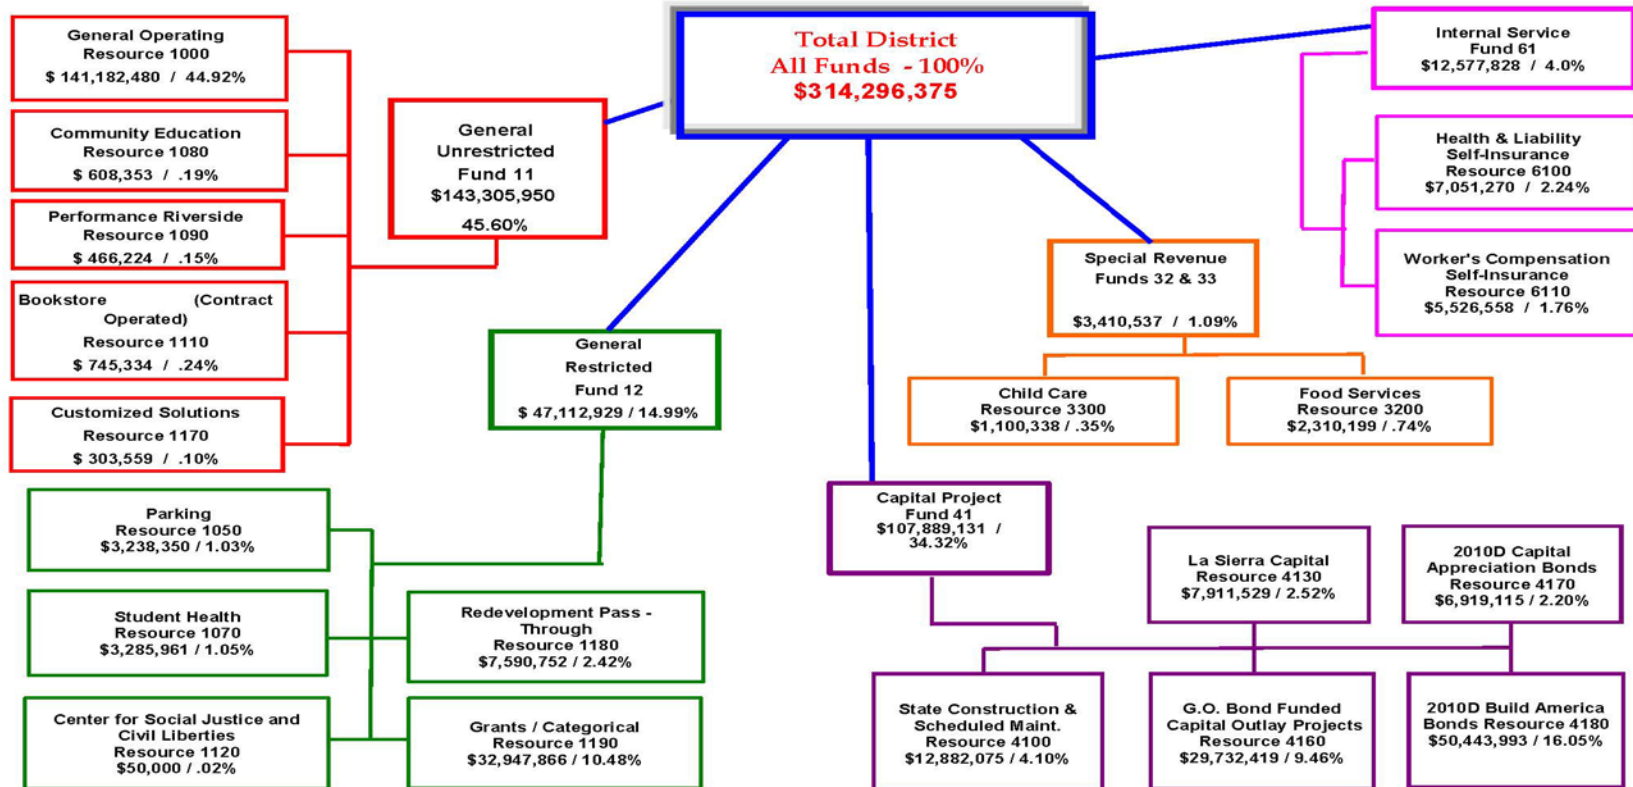 Total District
All Funds - 100%
$314,296,375
General Operating
Resource 1000
$ 141,182,480 / 44.92%
Community Education
Resource 1080
$ 608,353 / .19%
Performance Riverside
Resource 1090
$ 466,224 / .15%
Bookstore (Contract
Operated)
Resource 1110
$ 745,334 / .24%
Customized Solutions
Resource 1170
$ 303,559 / .10%
General
Unrestricted
Fund 11
$143,305,950
45.60%
General
Restricted
Fund 12
$ 47,112,929 / 14.99%
Parking
Resource 1050
$3,238,350 / 1.03%
Student Health
Resource 1070
$3,285,961 / 1.05%
Center for Social Justice and
Civil Liberties
Resource 1120
$50,000 / .02%
Redevelopment Pass -
Through
Resource 1180
$7,590,752 / 2.42%
Grants / Categorical
Resource 1190
$32,947,866 / 10.48%
Internal Service
Fund 61
$12,577,828 / 4.0%
Health & Liability
Self-Insurance
Resource 6100
$7,051,270 / 2.24%
Worker's Compensation
Self-Insurance
Resource 6110
$5,526,558 / 1.76%
Special Revenue
Funds 32 & 33
$3,410,537 / 1.09%
Child Care
Resource 3300
$1,100,338 / .35%
Food Services
Resource 3200
$2,310,199 / .74%
Capital Project
Fund 41
$107,889,131 /
34.32%
La Sierra Capital
Resource 4130
$7,911,529 / 2.52%
2010D Capital
Appreciation Bonds
Resource 4170
$6,919,115 / 2.20%
State Construction &
Scheduled Maint.
Resource 4100
$12,882,075 / 4.10%
G.O. Bond Funded
Capital Outlay Projects
Resource 4160
$29,732,419 / 9.46%
2010D Build America
Bonds Resource 4180
$50,443,993 / 16.05%